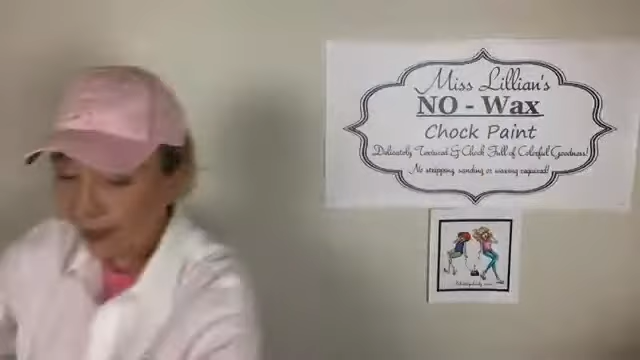 Miss Lillian's
NO - Wax
Chock Paint
Delicately Textured & Chock Full of Colorful Goodness!
No stripping sanding or waxing required!